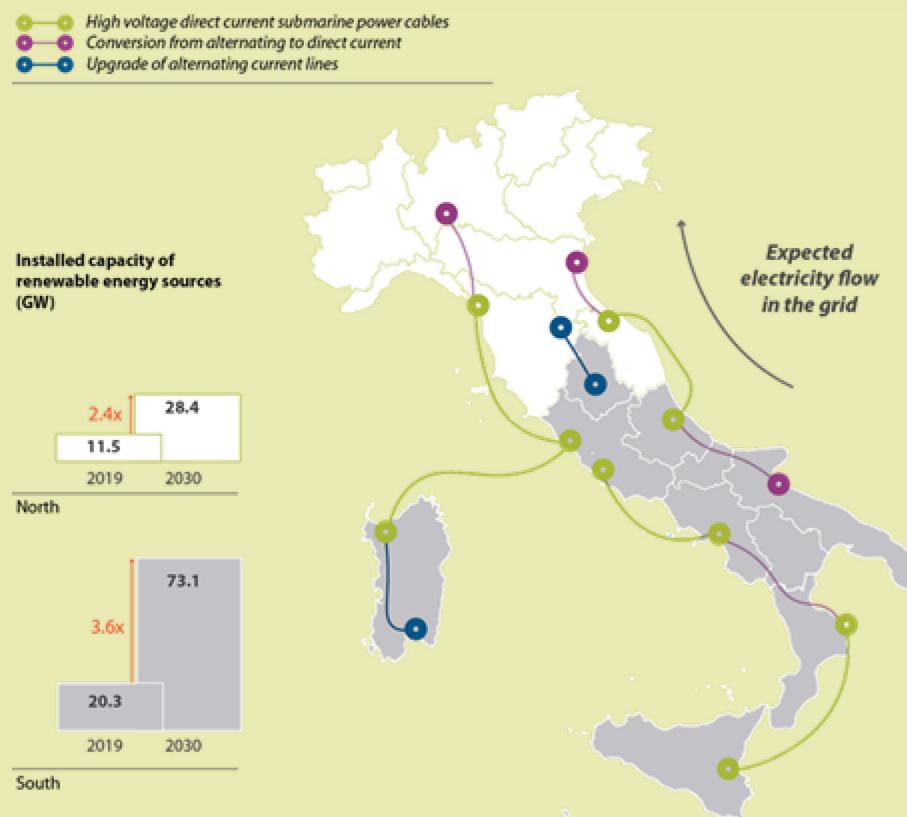 High voltage direct current submarine power cables
Conversion from alternating to direct current
Upgrade of alternating current lines
Expected
electricity flow
in the grid
Installed capacity of
renewable energy sources
(GW)
2.4x
28.4
11.5
2019
2030
North
73.1
3.6x
20.3
2019
2030
South